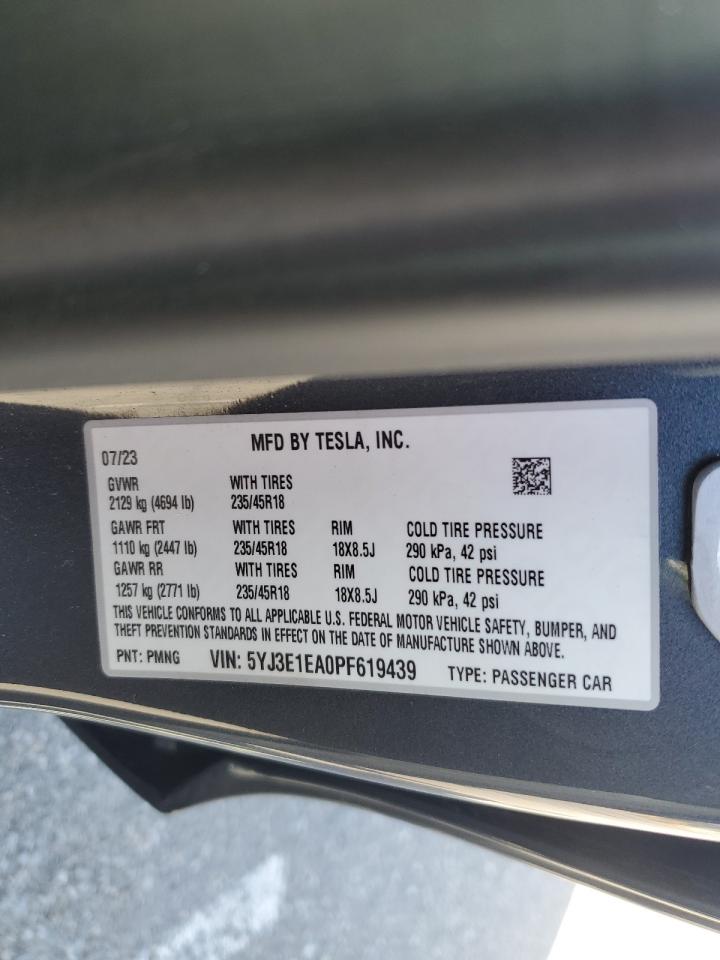 MFD BY TESLA, INC.
07/23
GVWR WITH TIRES
2129 kg (4694 lb) 235/45R18
GAWR FRT WITH TIRES RIM COLD TIRE PRESSURE
1110 kg (2447 lb) 235/45R18 18X8.5J 290 kPa, 42 psi
GAWR RR WITH TIRES RIM COLD TIRE PRESSURE
1257 kg (2771 lb) 235/45R18 18X8.5J 290 kPa, 42 psi
THIS VEHICLE CONFORMS TO ALL APPLICABLE U.S. FEDERAL MOTOR VEHICLE SAFETY, BUMPER, AND
THEFT PREVENTION STANDARDS IN EFFECT ON THE DATE OF MANUFACTURE SHOWN ABOVE.
PNT: PMNG VIN: 5YJ3E1EA0PF619439 TYPE: PASSENGER CAR